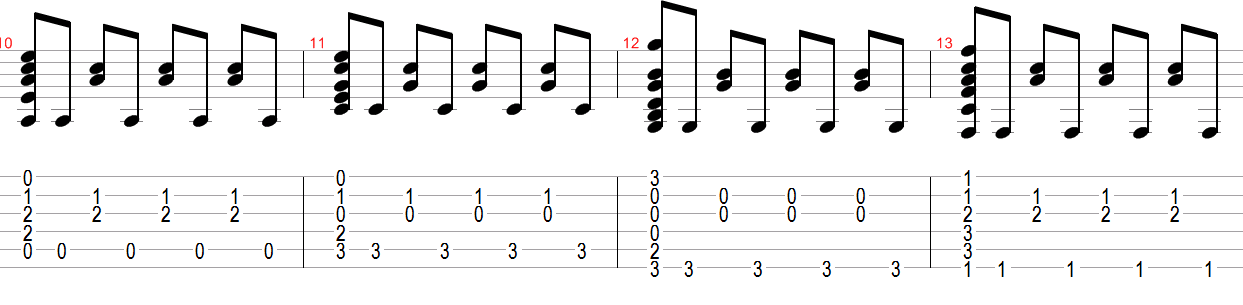 10 11 12 13
0 0 3 1
1 1 1 1 1 1 1 1 0 0 0 0 1 1 1 1
2 2 2 2 0 0 0 0 0 0 0 0 2 2 2 2
2 2 0 3
0 0 0 0 0 3 3 3 3 3 2 3
3 3 3 3 3 1 1 1 1 1